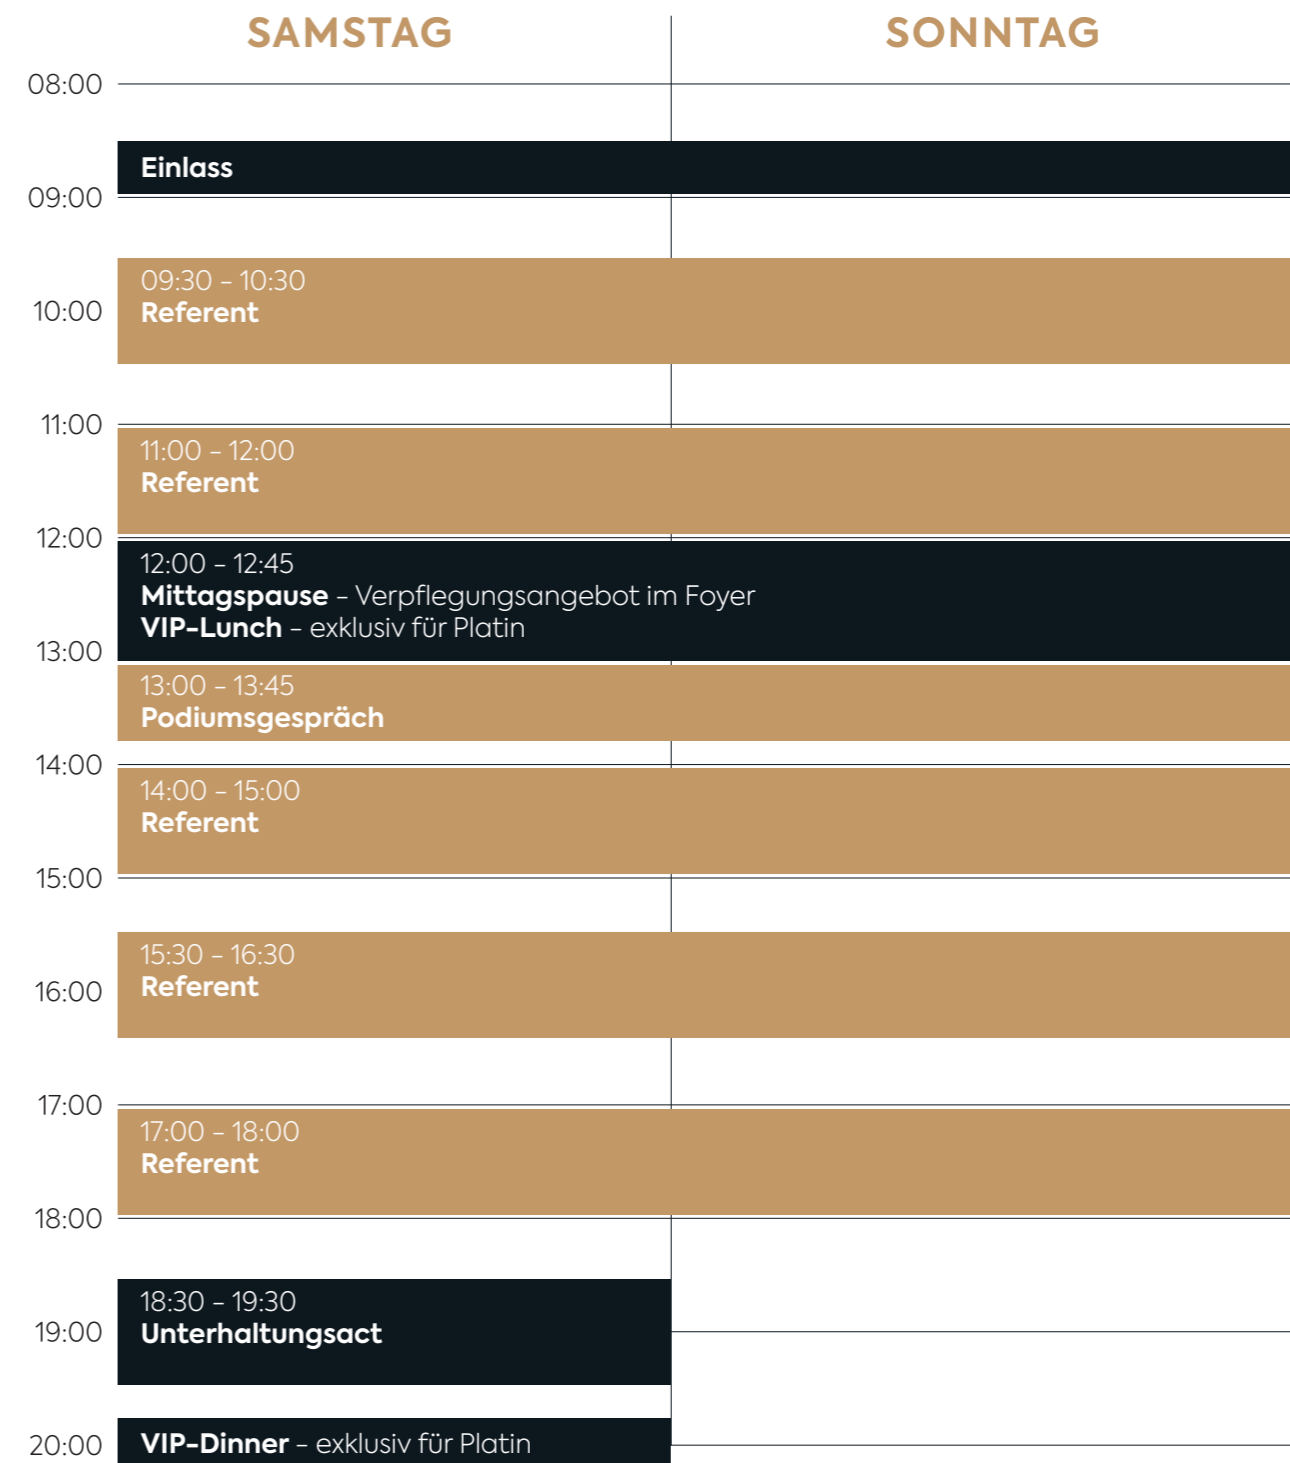 SAMSTAG
SONNTAG
08:00
Einlass
09:00
09:30 – 10:30
10:00
Referent
11:00
11:00 – 12:00
Referent
12:00
12:00 – 12:45
Mittagspause – Verpflegungsangebot im Foyer
VIP-Lunch – exklusiv für Platin
13:00
13:00 – 13:45
Podiumsgespräch
14:00
14:00 – 15:00
Referent
15:00
15:30 – 16:30
16:00
Referent
17:00
17:00 – 18:00
Referent
18:00
18:30 – 19:30
19:00
Unterhaltungsact
20:00
VIP-Dinner – exklusiv für Platin